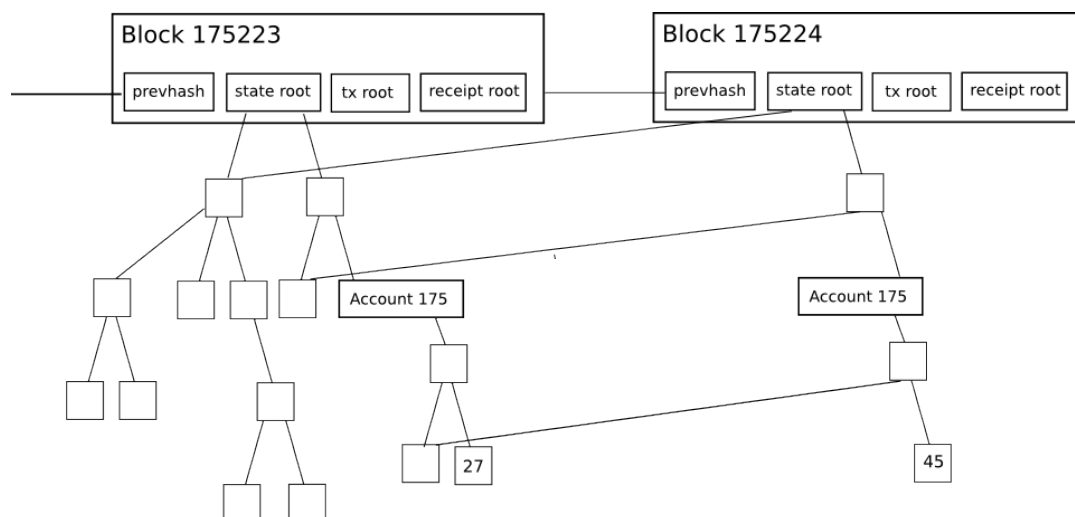 Block 175223
Block 175224
prevhash
state root
tx root
receipt root
prevhash
state root
tx root
receipt root
Account 175
Account 175
27
45